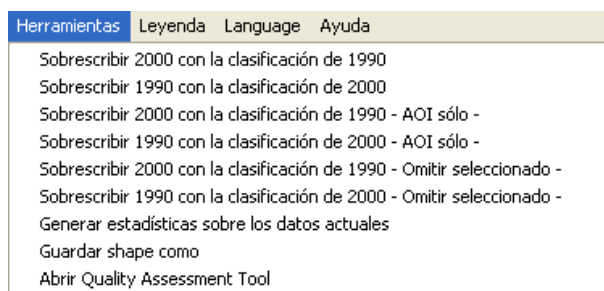 Herramientas Leyenda Language Ayuda
Sobrescribir 2000 con la clasificación de 1990
Sobrescribir 1990 con la clasificación de 2000
Sobrescribir 2000 con la clasificación de 1990 - AOI sólo -
Sobrescribir 1990 con la clasificación de 2000 - AOI sólo -
Sobrescribir 2000 con la clasificación de 1990 - Omitir seleccionado -
Sobrescribir 1990 con la clasificación de 2000 - Omitir seleccionado -
Generar estadísticas sobre los datos actuales
Guardar shape como
Abrir Quality Assessment Tool